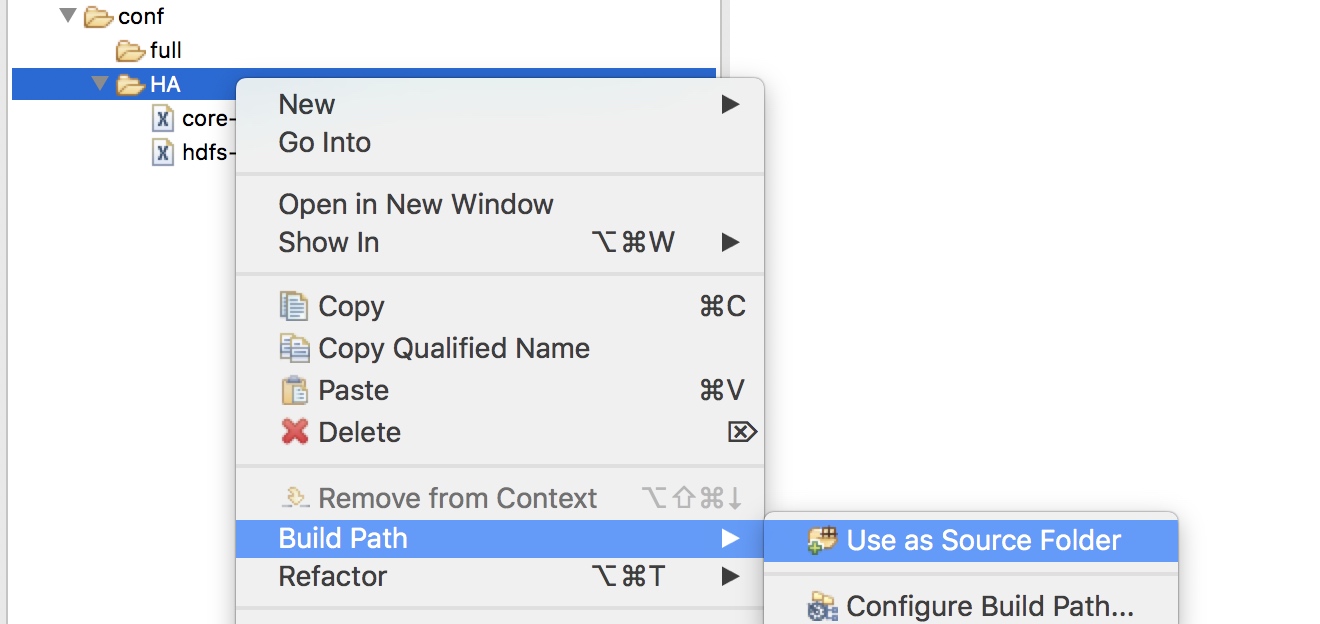 conf
full
HA
core-
hdfs-
New
Go Into
Open in New Window
Show In ⌥⌘W
Copy ⌘C
Copy Qualified Name
Paste ⌘V
Delete ⌦
Remove from Context ⌥⇧⌘↓
Build Path
Use as Source Folder
Refactor ⌥⌘T
Configure Build Path...